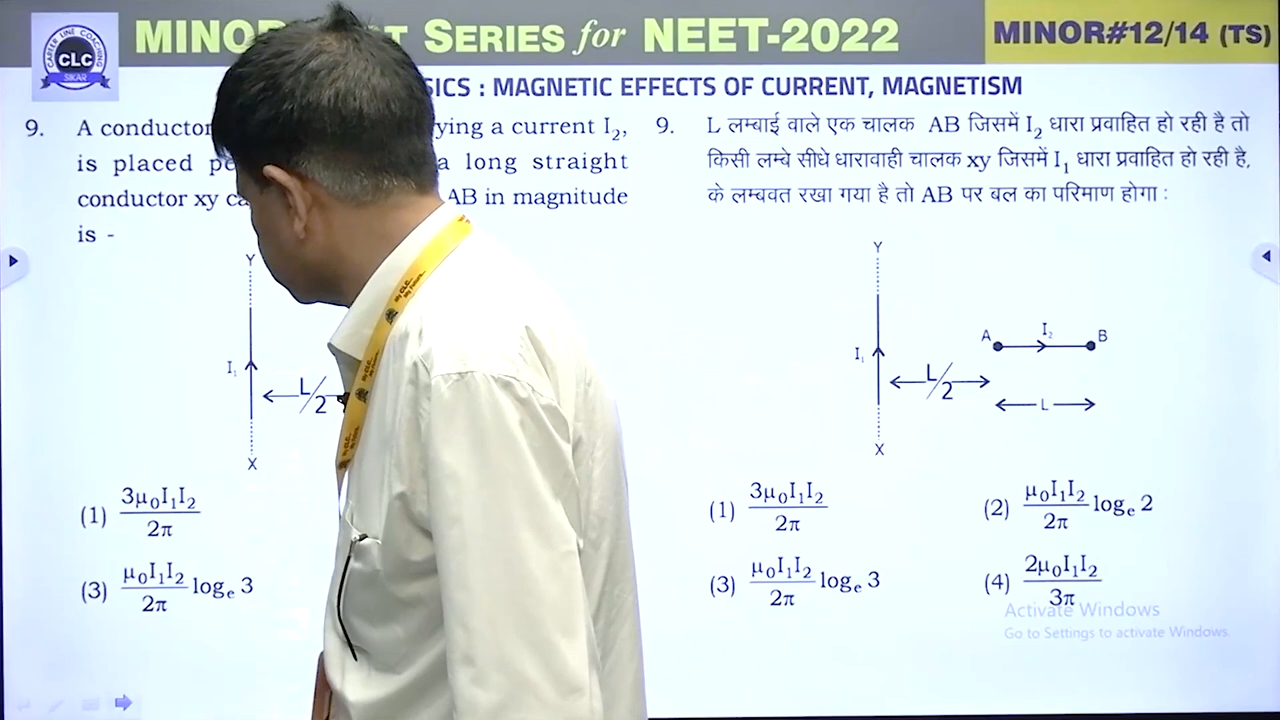 CAREER LINE COACHING
CLC
SIKAR
MINOR T SERIES for NEET-2022
MINOR#12/14 (TS)
SICS : MAGNETIC EFFECTS OF CURRENT, MAGNETISM
9. A conductor ying a current I₂,
is placed pe a long straight
conductor xy ca AB in magnitude
is -
Y
I₁
L/2
X
(1) 3μ₀I₁I₂/2π
(3) μ₀I₁I₂/2π logₑ 3
9. L लम्बाई वाले एक चालक AB जिसमें I₂ धारा प्रवाहित हो रही है तो
किसी लम्बे सीधे धारावाही चालक xy जिसमें I₁ धारा प्रवाहित हो रही है,
के लम्बवत रखा गया है तो AB पर बल का परिमाण होगा :
Y
A I₂ B
I₁
L/2
L
X
(1) 3μ₀I₁I₂/2π (2) μ₀I₁I₂/2π logₑ 2
(3) μ₀I₁I₂/2π logₑ 3 (4) 2μ₀I₁I₂/3π
Activate Windows
Go to Settings to activate Windows.
My CLC..
My Future..